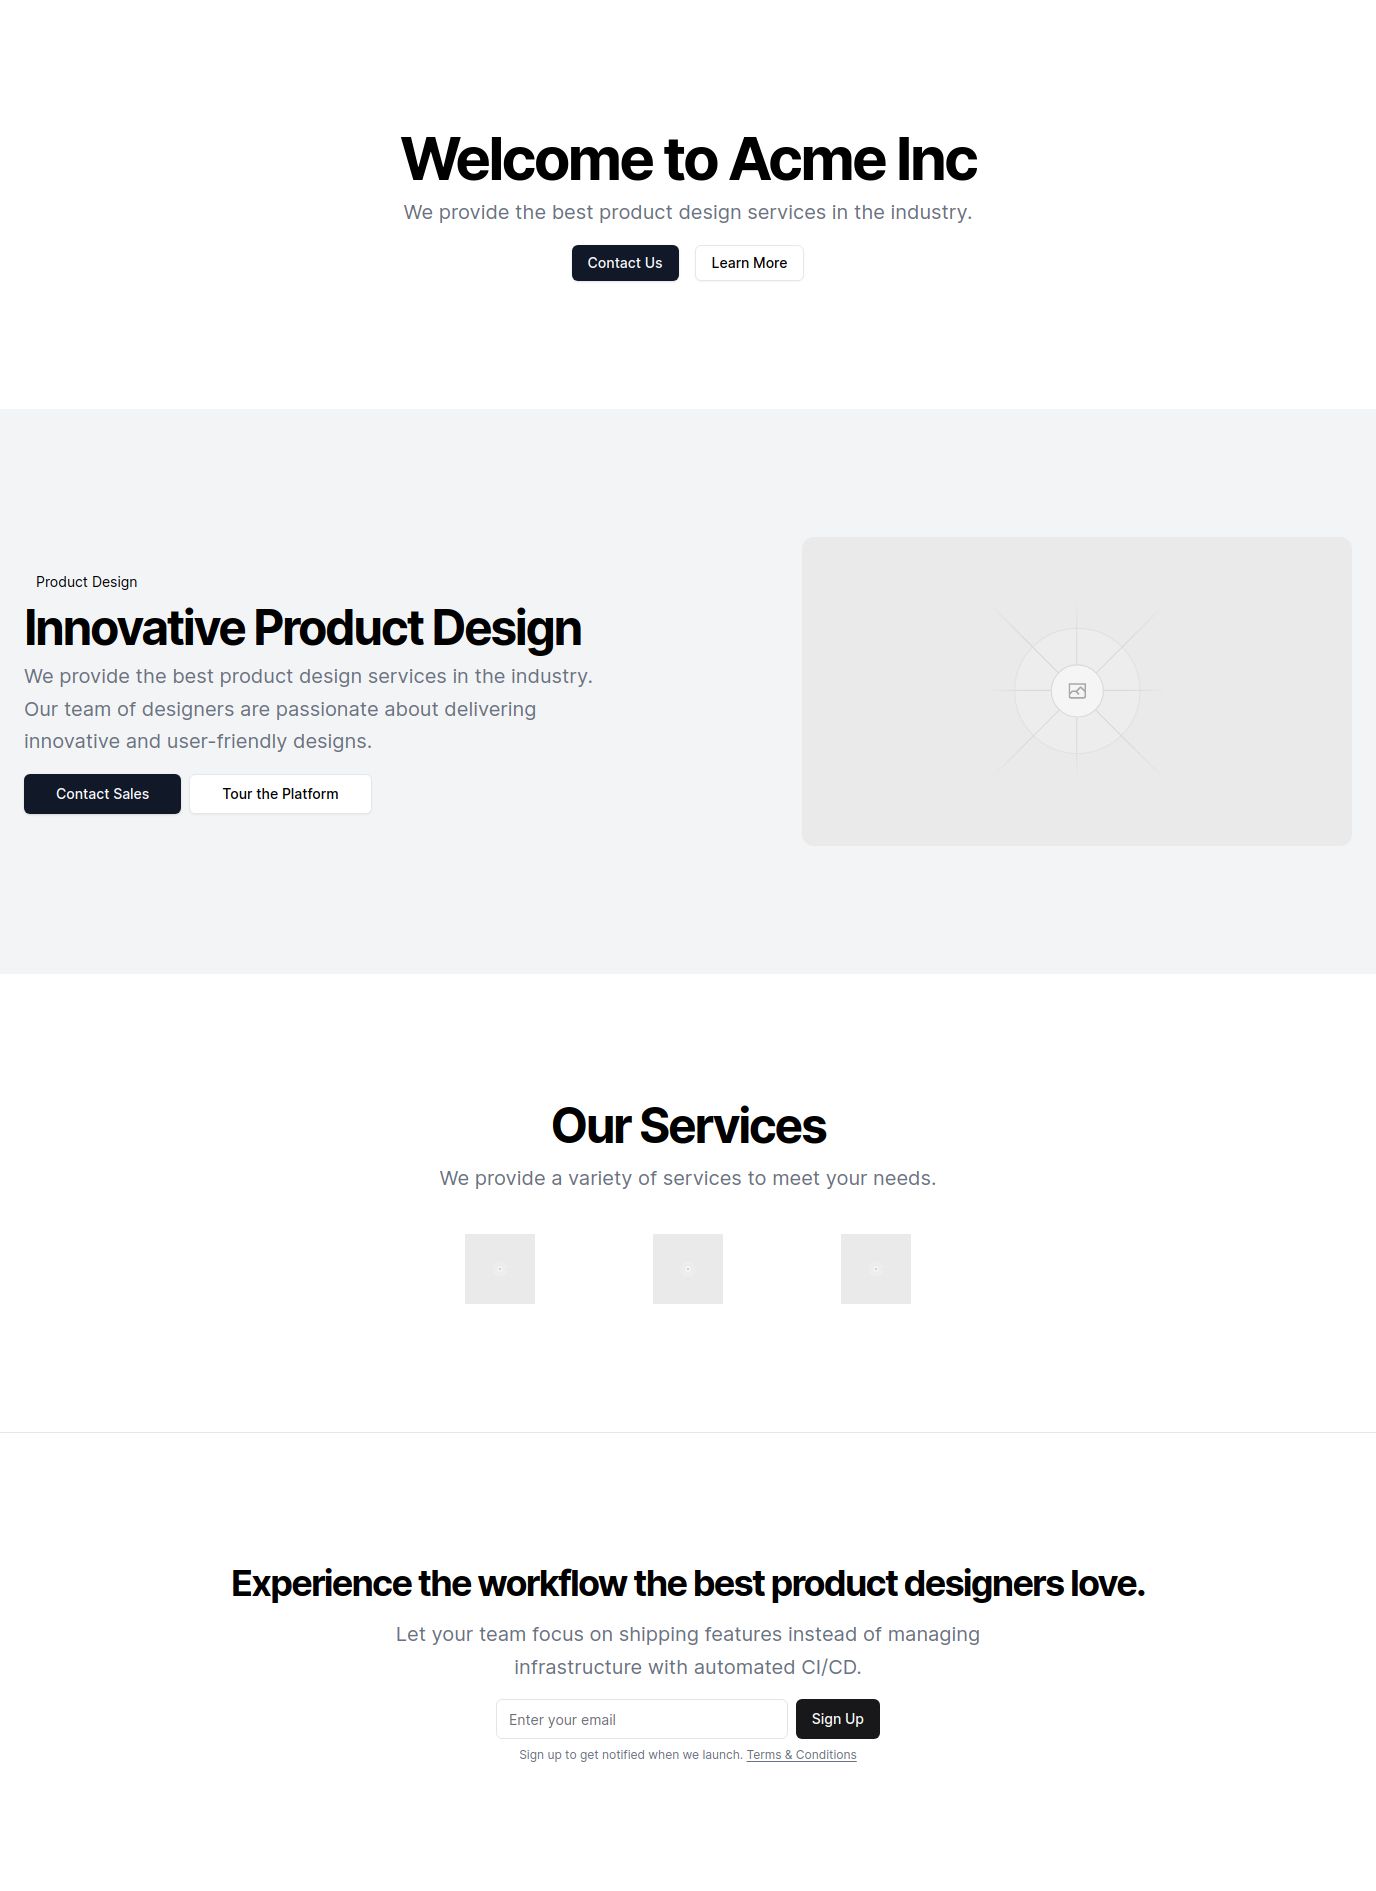 Welcome to Acme Inc
We provide the best product design services in the industry.
Contact Us
Learn More
Product Design
Innovative Product Design
We provide the best product design services in the industry.
Our team of designers are passionate about delivering
innovative and user-friendly designs.
Contact Sales
Tour the Platform
Our Services
We provide a variety of services to meet your needs.
Experience the workflow the best product designers love.
Let your team focus on shipping features instead of managing
infrastructure with automated CI/CD.
Enter your email
Sign Up
Sign up to get notified when we launch. Terms & Conditions